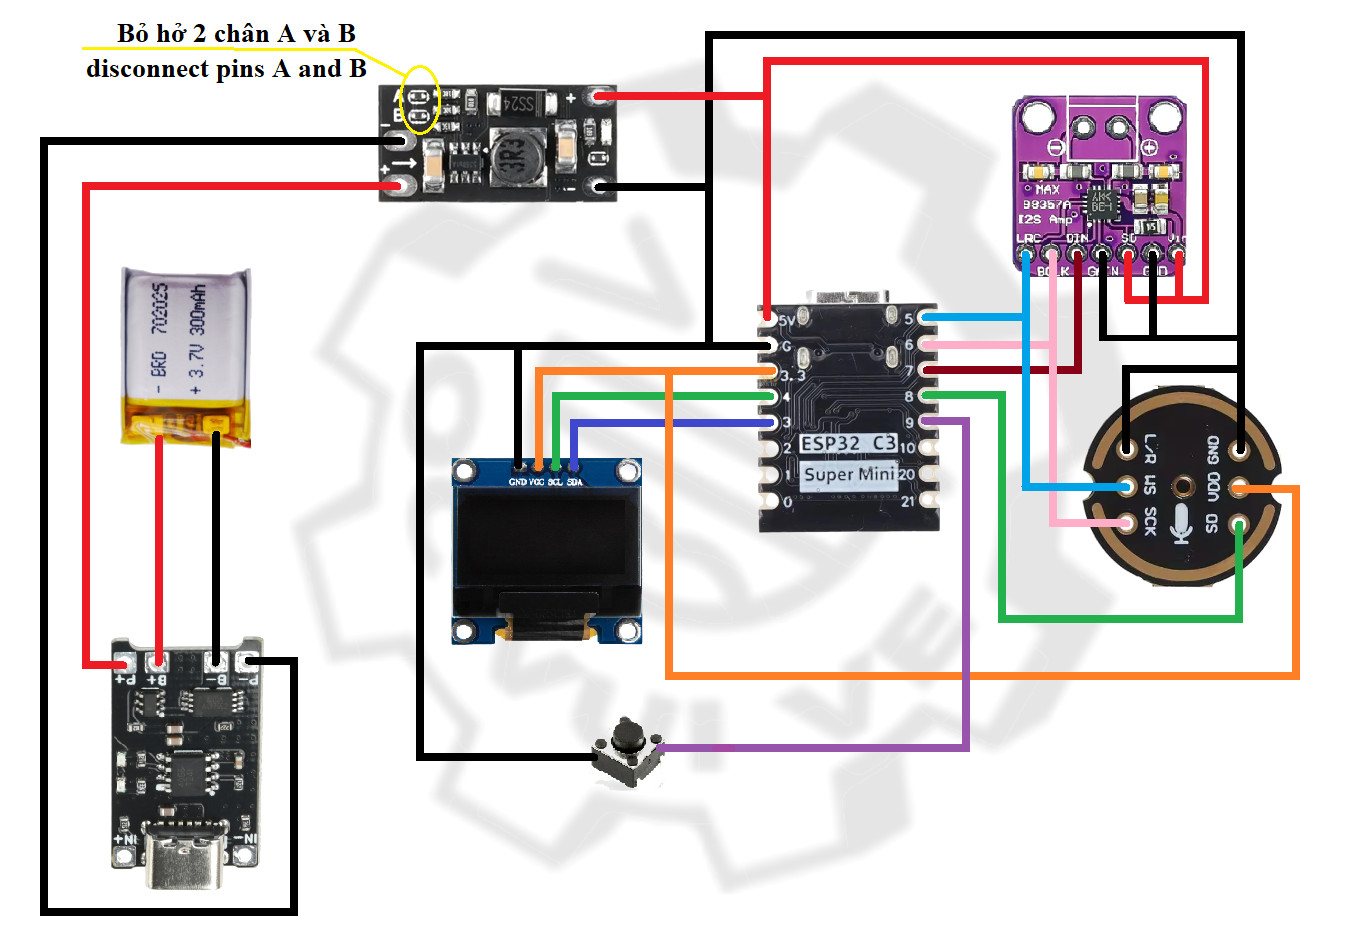 Bỏ hở 2 chân A và B
disconnect pins A and B
A
B
-
+
+
-
SS24
3R3
- BRD 702025
+ 3.7V 300mAh
P+
B+
B-
P-
IN+
IN-
GND VCC SCL SDA
5V
G
3.3
4
3
2
1
0
5
6
7
8
9
10
20
21
ESP32 C3
Super Mini
MAX
98357A
I2S Amp
LRC
BCLK
DIN
GAIN
SD
GND
Vin
L/R
WS
SCK
GND
VDD
SD
VIVE